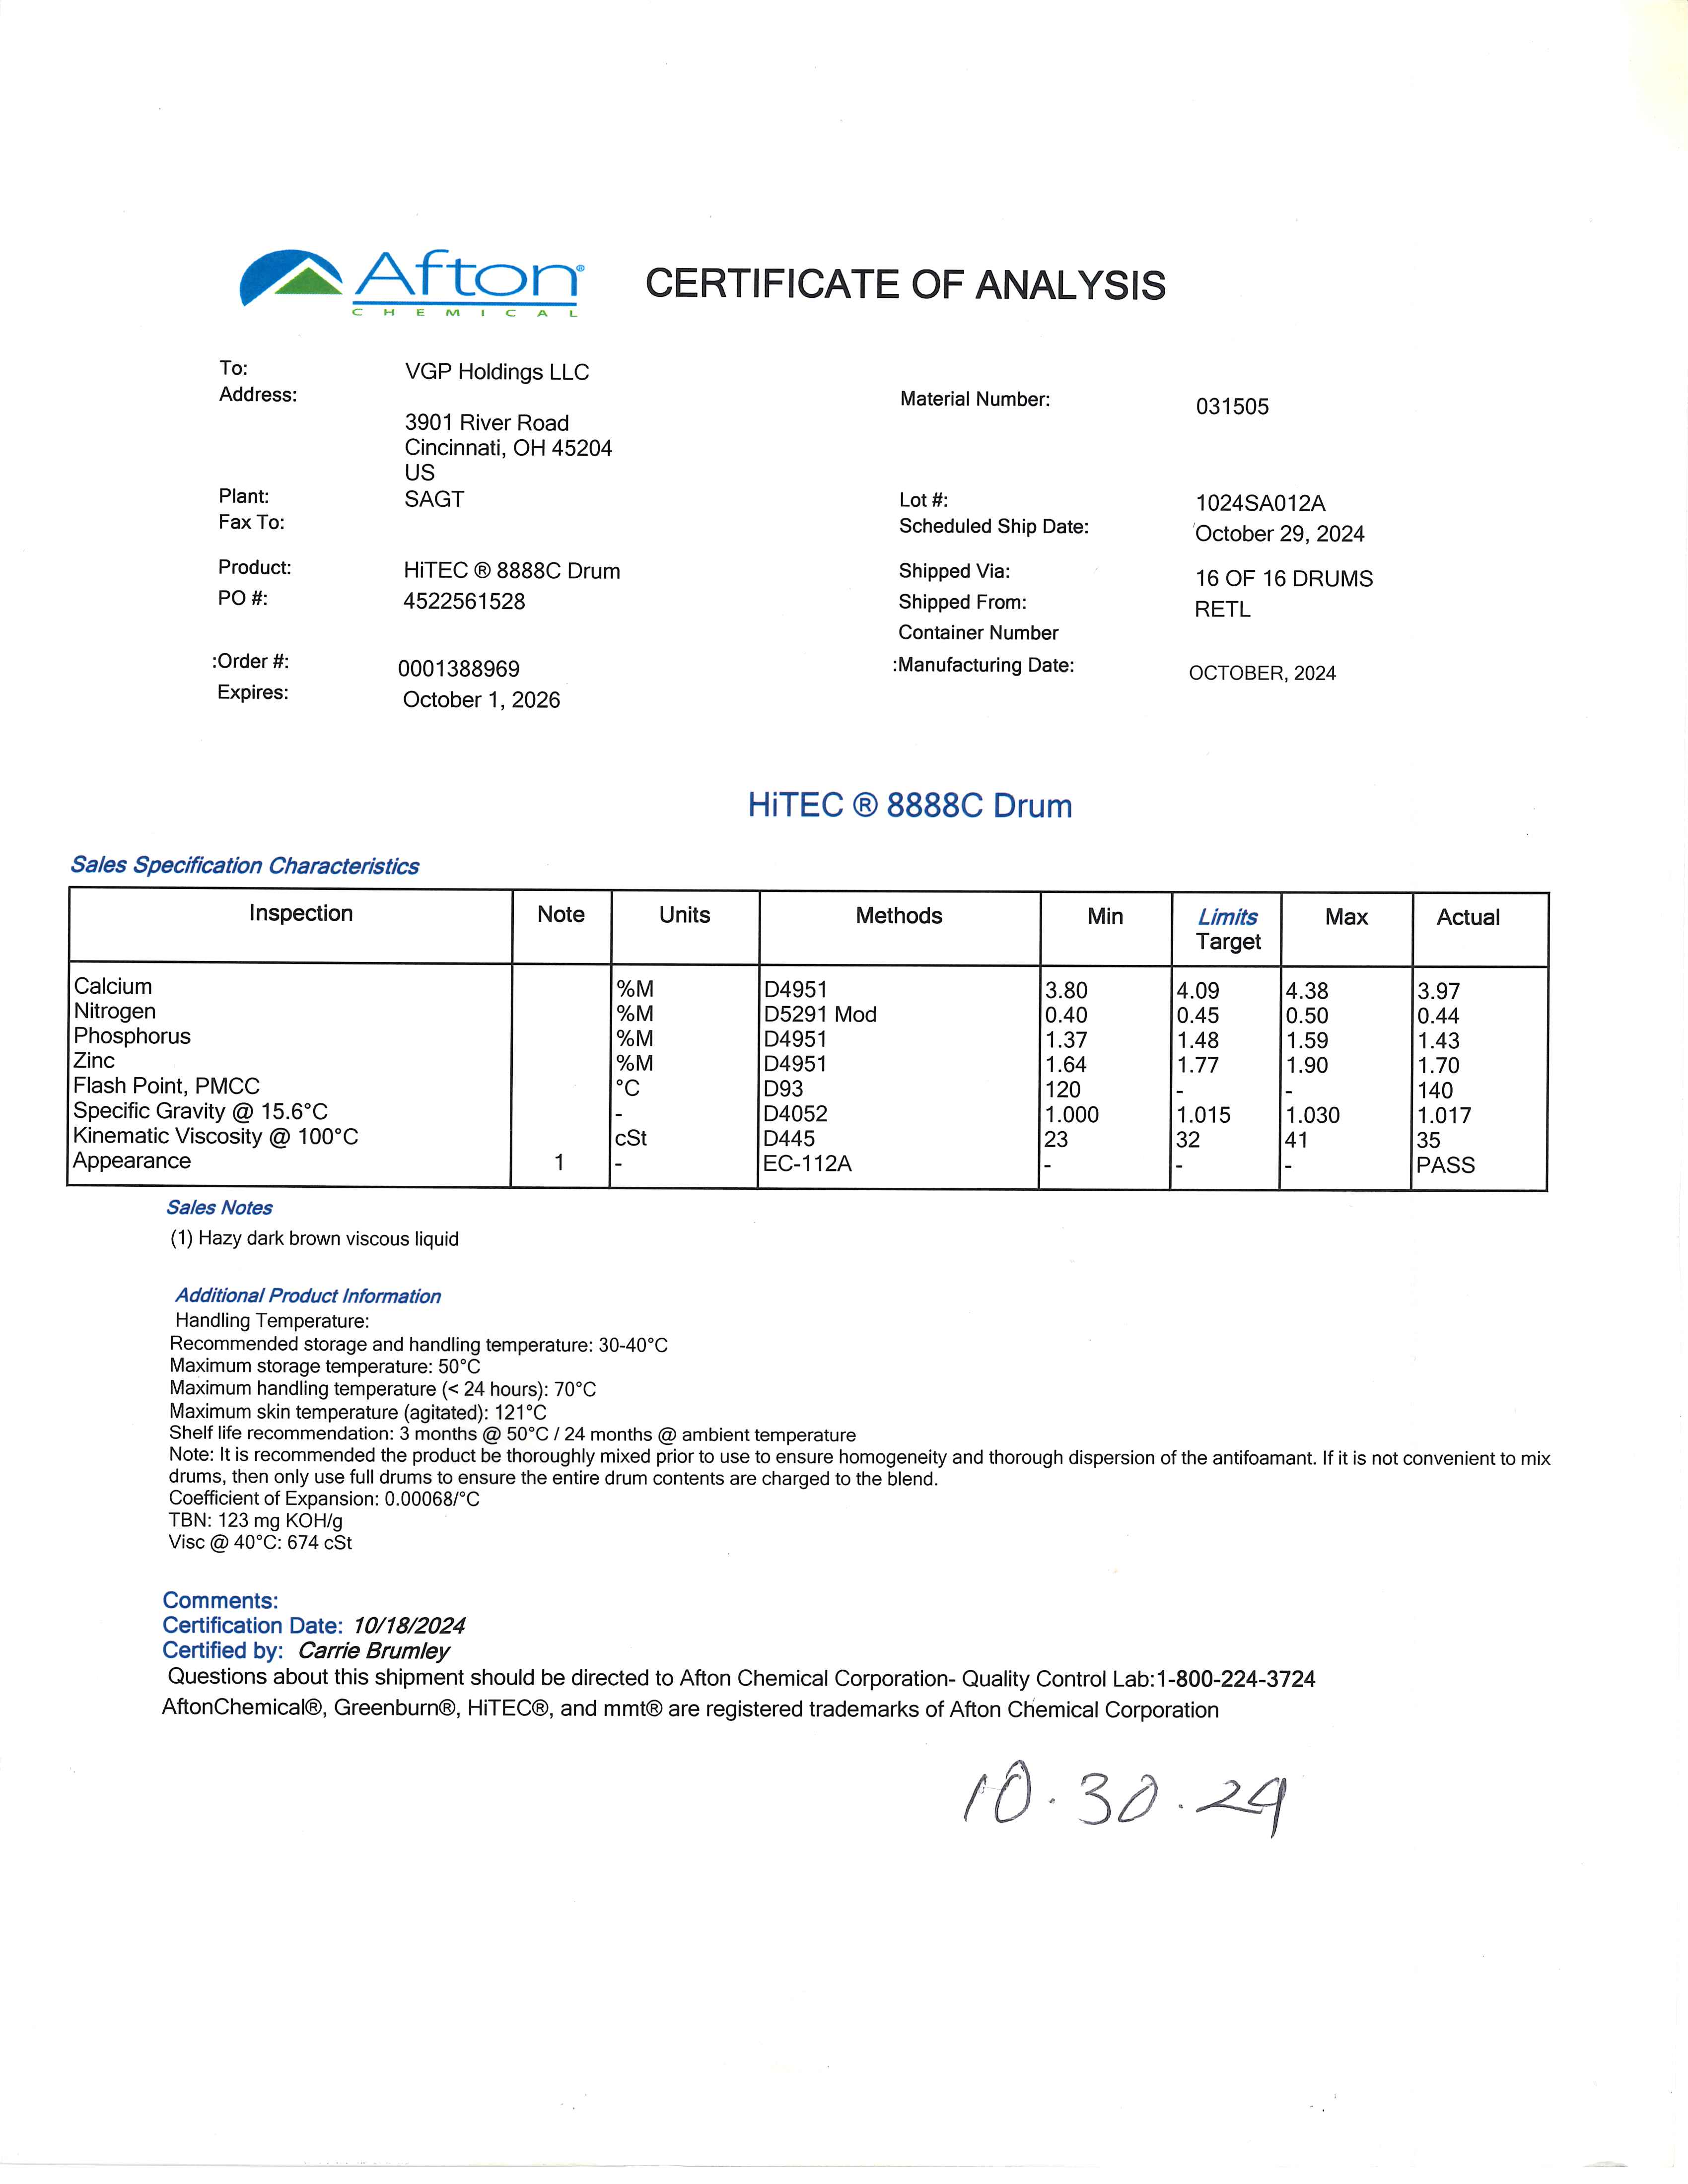 Afton®
CHEMICAL
CERTIFICATE OF ANALYSIS
To: VGP Holdings LLC
Address:
3901 River Road
Cincinnati, OH 45204
US
Plant: SAGT
Fax To:
Product: HiTEC ® 8888C Drum
PO #: 4522561528
:Order #: 0001388969
Expires: October 1, 2026
Material Number: 031505
Lot #: 1024SA012A
Scheduled Ship Date: October 29, 2024
Shipped Via: 16 OF 16 DRUMS
Shipped From: RETL
Container Number
:Manufacturing Date: OCTOBER, 2024
HiTEC ® 8888C Drum
Sales Specification Characteristics
Inspection Note Units Methods Min Limits Target Max Actual
Calcium %M D4951 3.80 4.09 4.38 3.97
Nitrogen %M D5291 Mod 0.40 0.45 0.50 0.44
Phosphorus %M D4951 1.37 1.48 1.59 1.43
Zinc %M D4951 1.64 1.77 1.90 1.70
Flash Point, PMCC °C D93 120 - - 140
Specific Gravity @ 15.6°C - D4052 1.000 1.015 1.030 1.017
Kinematic Viscosity @ 100°C cSt D445 23 32 41 35
Appearance 1 - EC-112A - - - PASS
Sales Notes
(1) Hazy dark brown viscous liquid
Additional Product Information
Handling Temperature:
Recommended storage and handling temperature: 30-40°C
Maximum storage temperature: 50°C
Maximum handling temperature (< 24 hours): 70°C
Maximum skin temperature (agitated): 121°C
Shelf life recommendation: 3 months @ 50°C / 24 months @ ambient temperature
Note: It is recommended the product be thoroughly mixed prior to use to ensure homogeneity and thorough dispersion of the antifoamant. If it is not convenient to mix
drums, then only use full drums to ensure the entire drum contents are charged to the blend.
Coefficient of Expansion: 0.00068/°C
TBN: 123 mg KOH/g
Visc @ 40°C: 674 cSt
Comments:
Certification Date: 10/18/2024
Certified by: Carrie Brumley
Questions about this shipment should be directed to Afton Chemical Corporation- Quality Control Lab:1-800-224-3724
AftonChemical®, Greenburn®, HiTEC®, and mmt® are registered trademarks of Afton Chemical Corporation
10.30.24